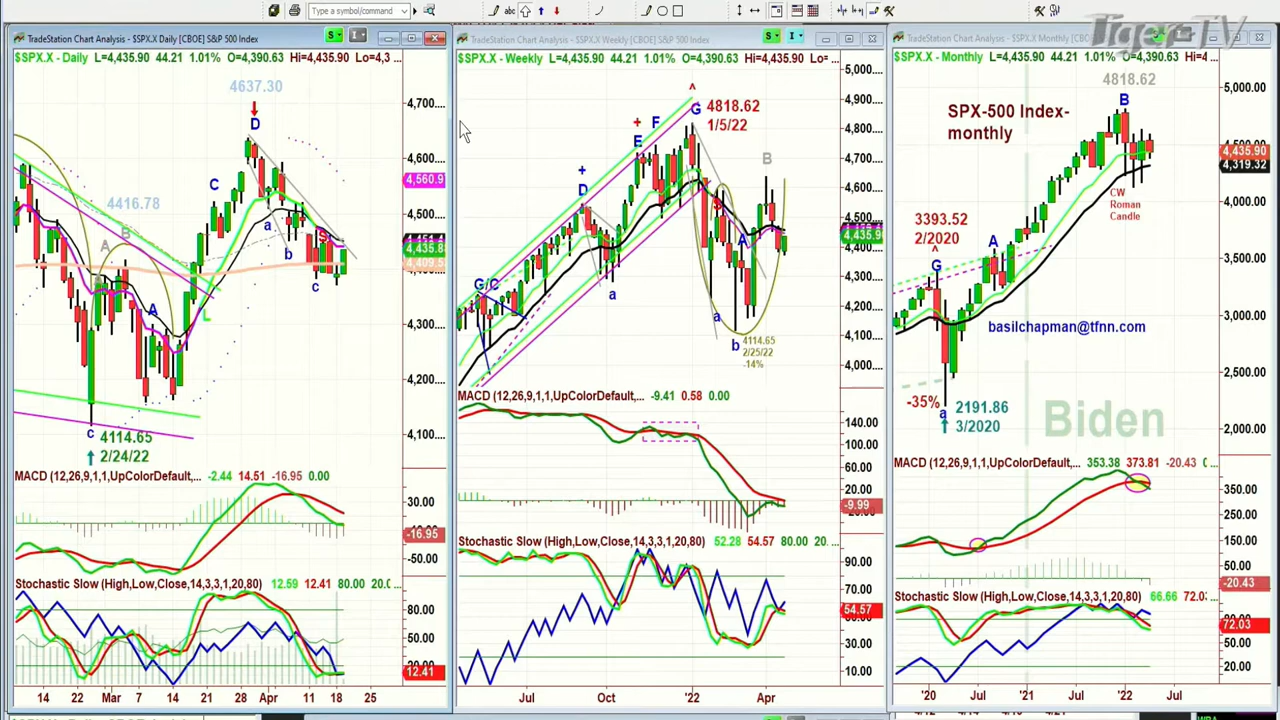 Type a symbol/command
abc
TigerTV
TradeStation Chart Analysis - $SPX.X Daily [CBOE] S&P 500 Index
S
I
$SPX.X - Daily L=4,435.90 44.21 1.01% O=4,390.63 Hi=4,435.90 Lo=4,3...
4637.30
D
4,700....
4,600....
C
4,560.9
4416.78
4,500....
A B
a
S
b
4,435.8
c
A
L
4,300....
4,200....
c 4114.65
2/24/22
4,100....
MACD (12,26,9,1,1,UpColorDefault,... -2.44 14.51 -16.95 0.00
30.00
-16.95
-50.00
Stochastic Slow (High,Low,Close,14,3,3,1,20,80) 12.59 12.41 80.00 20.
80.00
50.00
20.00
12.41
14 22 Mar 7 14 21 28 Apr 11 18 25
TradeStation Chart Analysis - $SPX.X Weekly [CBOE] S&P 500 Index
S
I
$SPX.X - Weekly L=4,435.90 44.21 1.01% O=4,390.63 Hi=4,435.90 Lo=...
5,000....
^
G 4818.62
1/5/22
4,900....
+
E F
4,800....
+
D
B
4,700....
4,600....
S
4,500....
A
4,435.9
G/C
a
4,300....
4,200....
a
b 4114.65
2/25/22
-14%
4,100....
4,000....
MACD (12,26,9,1,1,UpColorDefault,... -9.41 0.58 0.00
140.00
100.00
60.00
20.00
-9.99
Stochastic Slow (High,Low,Close,14,3,3,1,20,80) 52.28 54.57 80.00 20.
90.00
70.00
54.57
30.00
10.00
Jul Oct '22 Apr
TradeStation Chart Analysis - $SPX.X Monthly [CBOE] S&P 500 Index
$SPX.X - Monthly L=4,435.90 44.21 1.01% O=4,390.63 Hi=4...
4818.62
B
5,000.00
SPX-500 Index-
monthly
4,435.90
4,319.32
CW
Roman
Candle
4,000.00
3393.52
2/2020
^
G
A
3,500.00
basilchapman@tfnn.com
3,000.00
2,500.00
-35%
a
2191.86
3/2020
Biden
2,000.00
MACD (12,26,9,1,1,UpColorDefault,... 353.38 373.81 -20.43
350.00
250.00
150.00
50.00
-20.43
Stochastic Slow (High,Low,Close,14,3,3,1,20,80) 66.66 72.03
72.03
50.00
20.00
'20 Jul '21 Jul '22 Jul